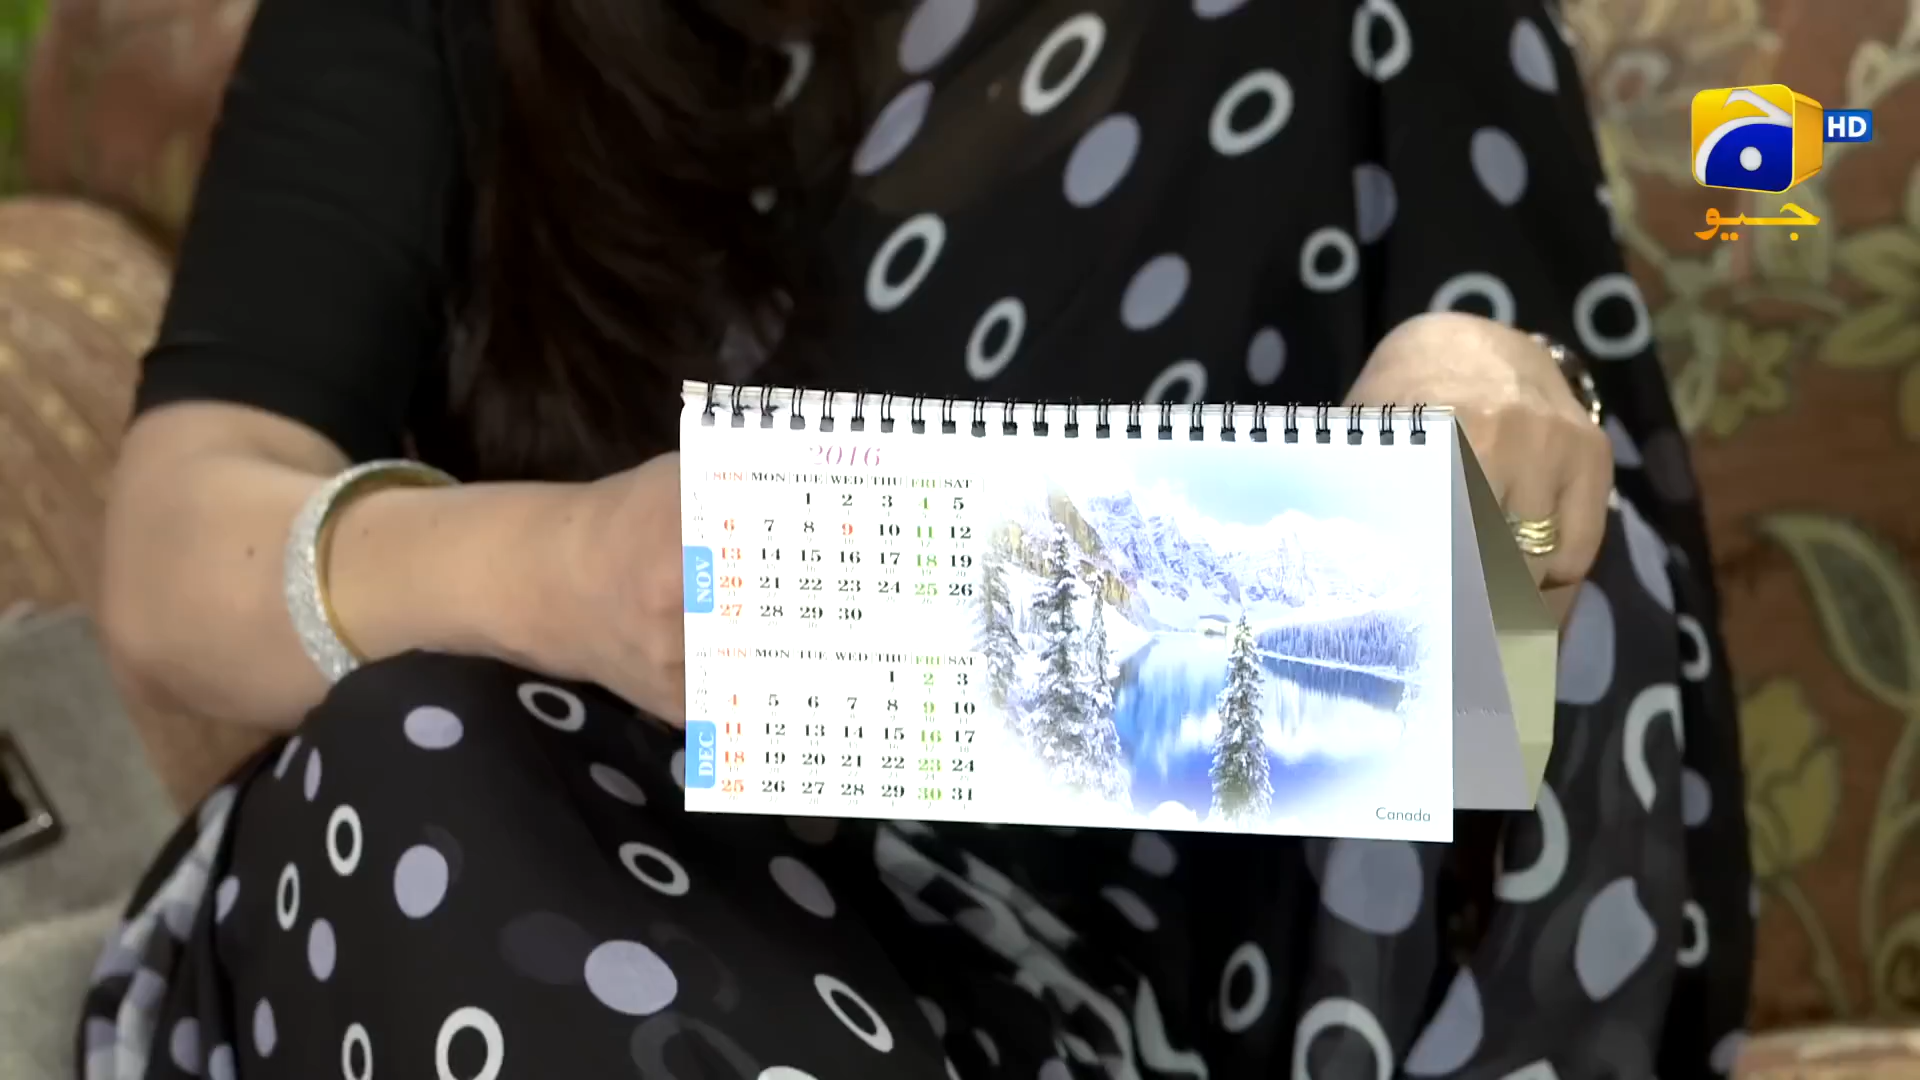 HD
جيو
2016
SUN MON TUE WED THU FRI SAT
1 2 3 4 5
6 7 8 9 10 11 12
13 14 15 16 17 18 19
20 21 22 23 24 25 26
27 28 29 30
NOV
SUN MON TUE WED THU FRI SAT
1 2 3
4 5 6 7 8 9 10
11 12 13 14 15 16 17
18 19 20 21 22 23 24
25 26 27 28 29 30 31
DEC
Canada